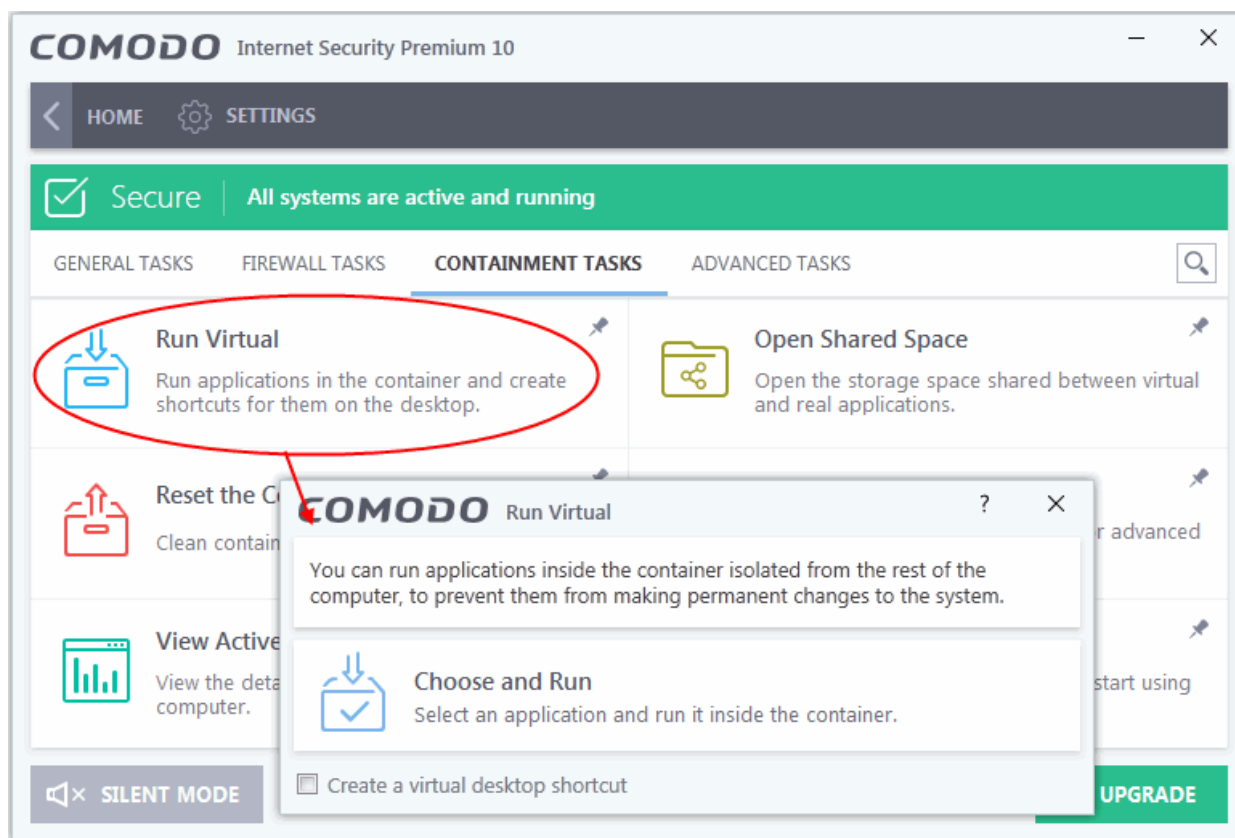 COMODO Internet Security Premium 10
HOME SETTINGS
Secure All systems are active and running
GENERAL TASKS FIREWALL TASKS CONTAINMENT TASKS ADVANCED TASKS
Run Virtual
Run applications in the container and create
shortcuts for them on the desktop.
Open Shared Space
Open the storage space shared between virtual
and real applications.
Reset the
Clean
r advanced
View Active
View the
computer.
start using
COMODO Run Virtual ?
You can run applications inside the container isolated from the rest of the
computer, to prevent them from making permanent changes to the system.
Choose and Run
Select an application and run it inside the container.
Create a virtual desktop shortcut
SILENT MODE
UPGRADE